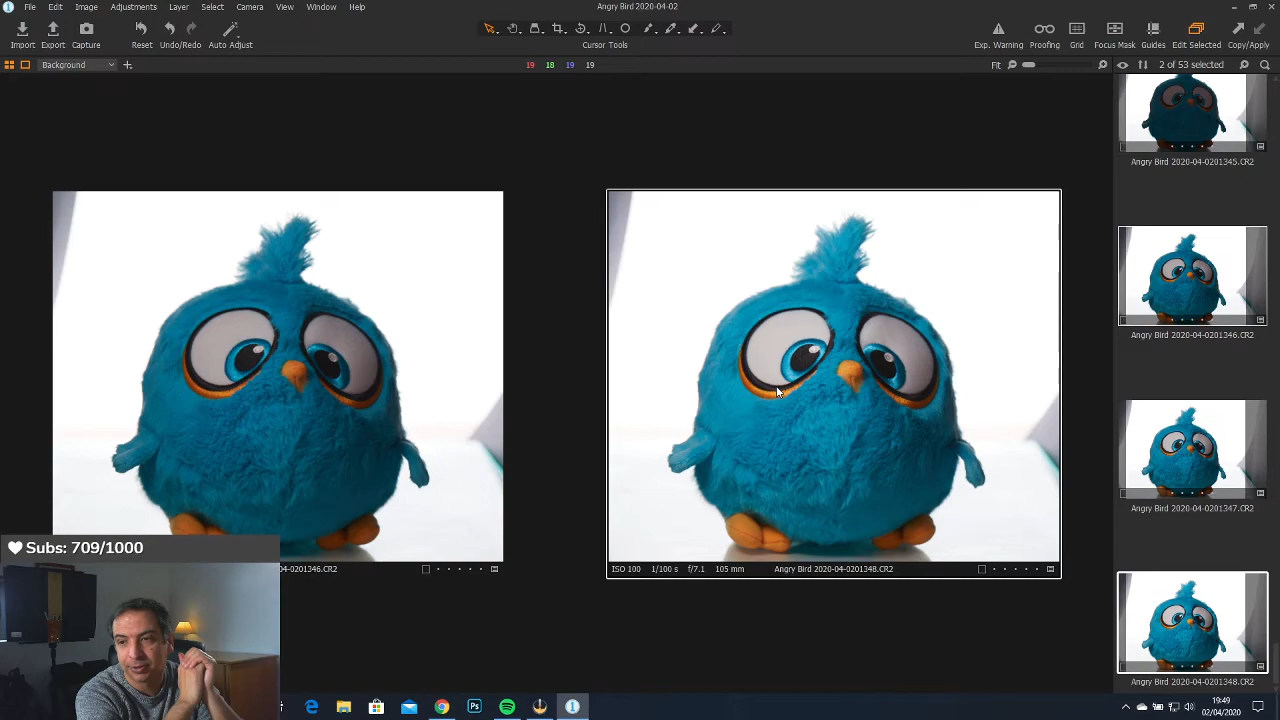 File Edit Image Adjustments Layer Select Camera View Window Help
Angry Bird 2020-04-02
Import Export Capture Reset Undo/Redo Auto Adjust
Cursor Tools
Exp. Warning Proofing Grid Focus Mask Guides Edit Selected Copy/Apply
Background
19 18 19 19
Fit
2 of 53 selected
Angry Bird 2020-04-0201345.CR2
Angry Bird 2020-04-0201346.CR2
Angry Bird 2020-04-0201347.CR2
Angry Bird 2020-04-0201348.CR2
04-0201346.CR2
ISO 100 1/100 s f/7.1 105 mm Angry Bird 2020-04-0201348.CR2
Subs: 709/1000
Ps
19:49
02/04/2020